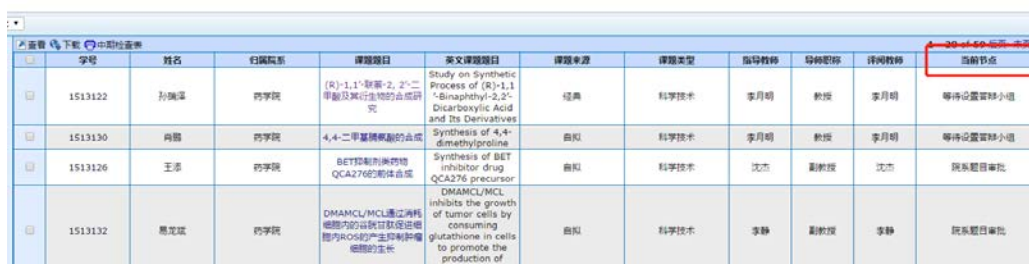 查看 下载 中期检查表
1 - 20 of 59 后页 末页
学号 姓名 归属院系 课题题目 英文课题题目 课题来源 课题类型 指导教师 导师职称 评阅教师 当前节点
1513122 孙瑞泽 药学院 (R)-1,1'-联萘-2, 2'-二 Study on Synthetic 经典 科学技术 李月明 教授 李月明 等待设置答辩小组
甲酸及其衍生物的合成研 Process of (R)-1,1
究 '-Binaphthyl-2,2'-
Dicarboxylic Acid
and Its Derivatives
1513130 肖鹏 药学院 4,4-二甲基脯氨酸的合成 Synthesis of 4,4- 自拟 科学技术 李月明 教授 李月明 等待设置答辩小组
dimethylproline
1513126 王添 药学院 BET抑制剂类药物 Synthesis of BET 自拟 科学技术 沈杰 副教授 沈杰 院系题目审批
QCA276的前体合成 inhibitor drug
QCA276 precursor
1513132 易龙斌 药学院 DMAMCL/MCL通过消耗 DMAMCL/MCL 自拟 科学技术 李静 副教授 李静 院系题目审批
细胞内的谷胱甘肽促进细 inhibits the growth
胞内ROS的产生抑制肿瘤 of tumor cells by
细胞的生长 consuming
glutathione in cells
to promote the
production of